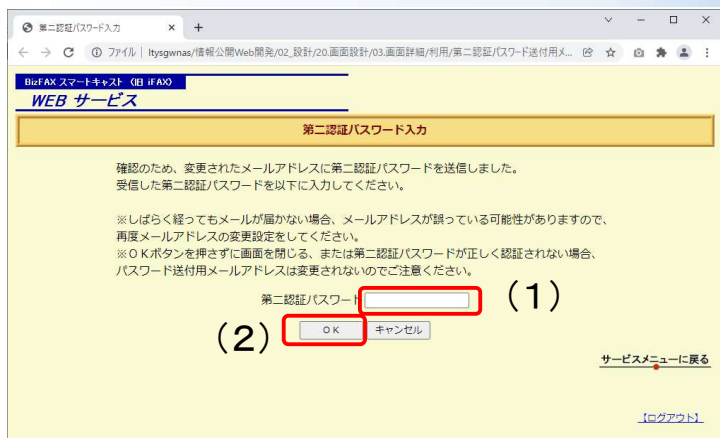 第二認証パスワード入力
ファイル | ltysgwnas/情報公開Web開発/02_設計/20.画面設計/03.画面詳細/利用/第二認証パスワード送付用メ...
BizFAX スマートキャスト（旧 iFAX）
WEB サービス
第二認証パスワード入力
確認のため、変更されたメールアドレスに第二認証パスワードを送信しました。
受信した第二認証パスワードを以下に入力してください。
※しばらく経ってもメールが届かない場合、メールアドレスが誤っている可能性がありますので、
再度メールアドレスの変更設定をしてください。
※ＯＫボタンを押さずに画面を閉じる、または第二認証パスワードが正しく認証されない場合、
パスワード送付用メールアドレスは変更されないのでご注意ください。
第二認証パスワード （1）
（2） ＯＫ キャンセル
サービスメニューに戻る
【ログアウト】